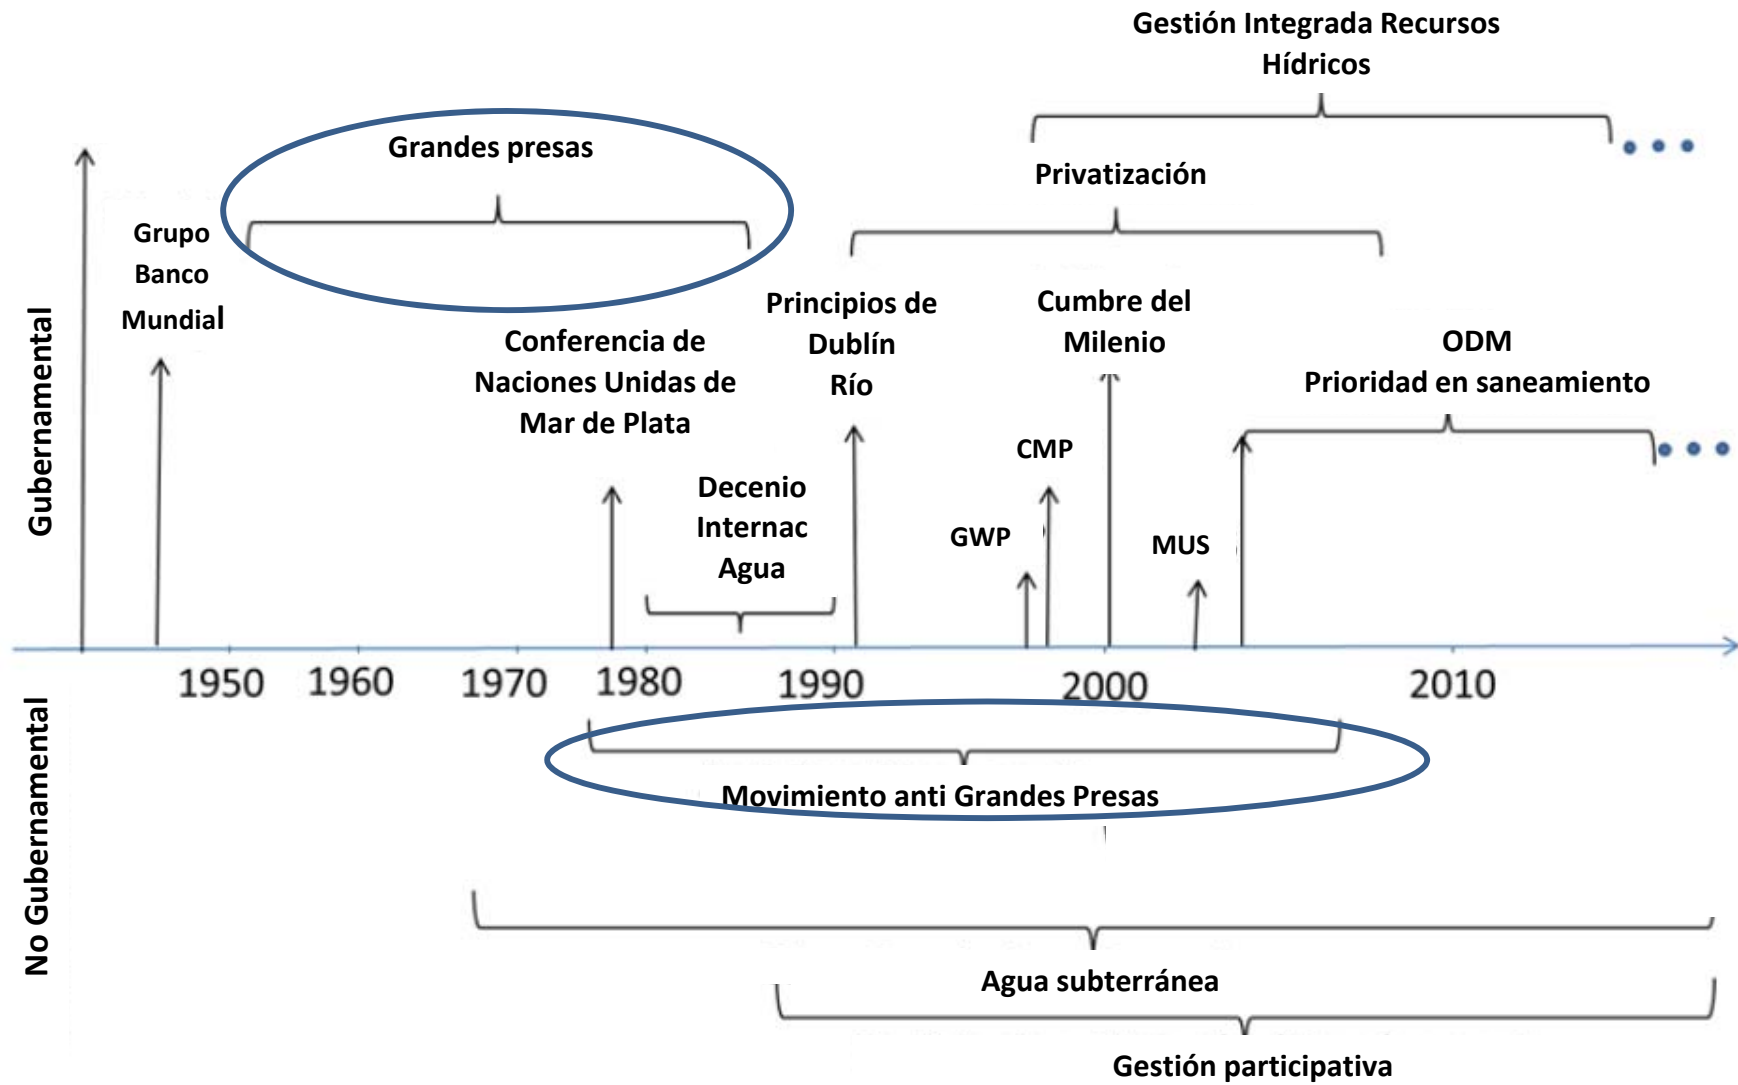 Gestión Integrada Recursos
Hídricos
Grandes presas
Privatización
Grupo
Banco
Mundial
Principios de
Dublín
Río
Cumbre del
Milenio
Conferencia de
Naciones Unidas de
Mar de Plata
ODM
Prioridad en saneamiento
Gubernamental
CMP
Decenio
Internac
Agua
GWP
MUS
1950 1960 1970 1980 1990 2000 2010
No Gubernamental
Movimiento anti Grandes Presas
Agua subterránea
Gestión participativa